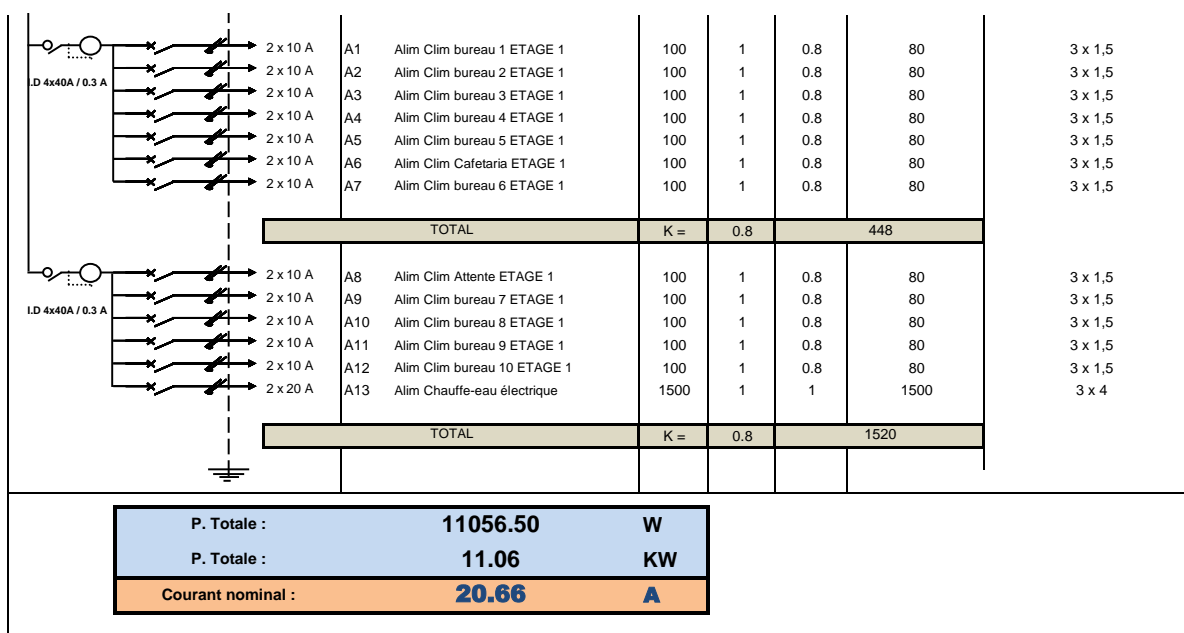 2 x 10 A A1 Alim Clim bureau 1 ETAGE 1 100 1 0.8 80 3 x 1,5
2 x 10 A A2 Alim Clim bureau 2 ETAGE 1 100 1 0.8 80 3 x 1,5
I.D 4x40A / 0.3 A
2 x 10 A A3 Alim Clim bureau 3 ETAGE 1 100 1 0.8 80 3 x 1,5
2 x 10 A A4 Alim Clim bureau 4 ETAGE 1 100 1 0.8 80 3 x 1,5
2 x 10 A A5 Alim Clim bureau 5 ETAGE 1 100 1 0.8 80 3 x 1,5
2 x 10 A A6 Alim Clim Cafetaria ETAGE 1 100 1 0.8 80 3 x 1,5
2 x 10 A A7 Alim Clim bureau 6 ETAGE 1 100 1 0.8 80 3 x 1,5
TOTAL K = 0.8 448
2 x 10 A A8 Alim Clim Attente ETAGE 1 100 1 0.8 80 3 x 1,5
2 x 10 A A9 Alim Clim bureau 7 ETAGE 1 100 1 0.8 80 3 x 1,5
I.D 4x40A / 0.3 A
2 x 10 A A10 Alim Clim bureau 8 ETAGE 1 100 1 0.8 80 3 x 1,5
2 x 10 A A11 Alim Clim bureau 9 ETAGE 1 100 1 0.8 80 3 x 1,5
2 x 10 A A12 Alim Clim bureau 10 ETAGE 1 100 1 0.8 80 3 x 1,5
2 x 20 A A13 Alim Chauffe-eau électrique 1500 1 1 1500 3 x 4
TOTAL K = 0.8 1520
P. Totale : 11056.50 W
P. Totale : 11.06 KW
Courant nominal : 20.66 A